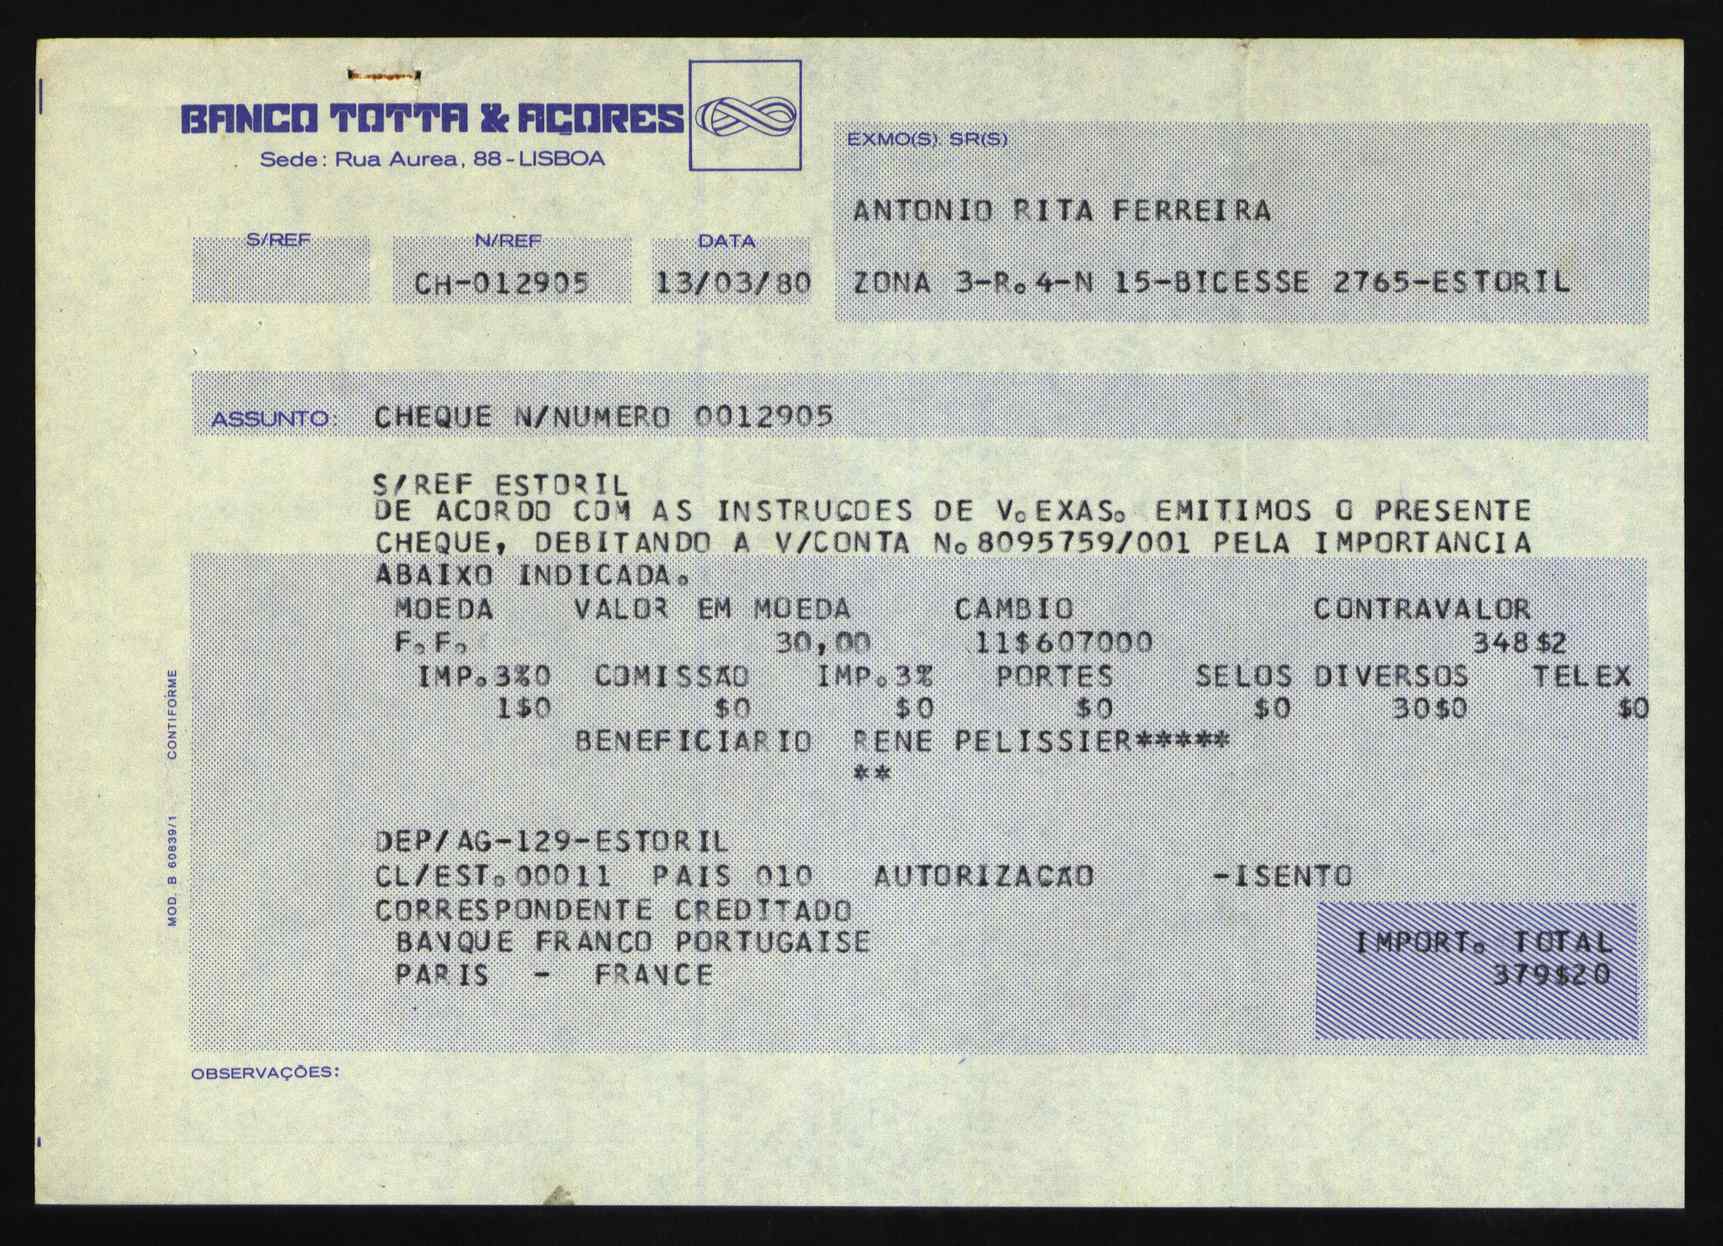 BANCO TOTTA & AÇORES
Sede: Rua Aurea, 88-LISBOA
EXMO(S). SR(S)
ANTONIO RITA FERREIRA
S/REF N/REF DATA
CH-012905 13/03/80 ZONA 3-R.4-N 15-BICESSE 2765-ESTORIL
ASSUNTO: CHEQUE N/NUMERO 0012905
S/REF ESTORIL
DE ACORDO COM AS INSTRUÇOES DE V.EXAS. EMITIMOS O PRESENTE
CHEQUE, DEBITANDO A V/CONTA N.8095759/001 PELA IMPORTANCIA
ABAIXO INDICADA.
MOEDA VALOR EM MOEDA CAMBIO CONTRAVALOR
F.F. 30,00 11$607000 348$2
IMP.3%0 COMISSÃO IMP.3% PORTES SELOS DIVERSOS TELEX
1$0 $0 $0 $0 $0 30$0 $0
BENEFICIARIO RENE PELISSIER*****
**
DEP/AG-129-ESTORIL
CL/EST.00011 PAIS 010 AUTORIZAÇÃO -ISENTO
CORRESPONDENTE CREDITADO
BANQUE FRANCO PORTUGAISE IMPORT. TOTAL
PARIS - FRANCE 379$20
OBSERVAÇÕES:
MOD. B 60839/1 CONTIFORME